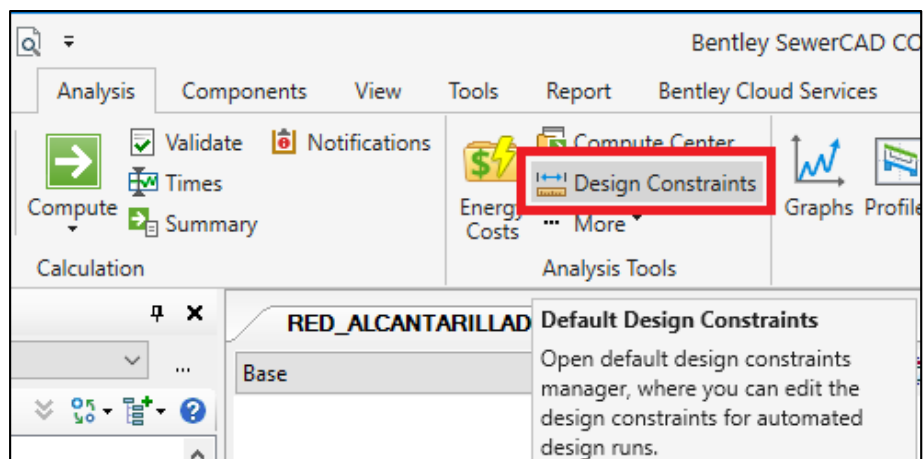 Bentley SewerCAD CO
Analysis Components View Tools Report Bentley Cloud Services
Validate Notifications
Times
Compute
Summary
Calculation
Energy
Costs
Compute Center
Design Constraints
More
Analysis Tools
Graphs Profile
RED_ALCANTARILLAD
Base
Default Design Constraints
Open default design constraints
manager, where you can edit the
design constraints for automated
design runs.